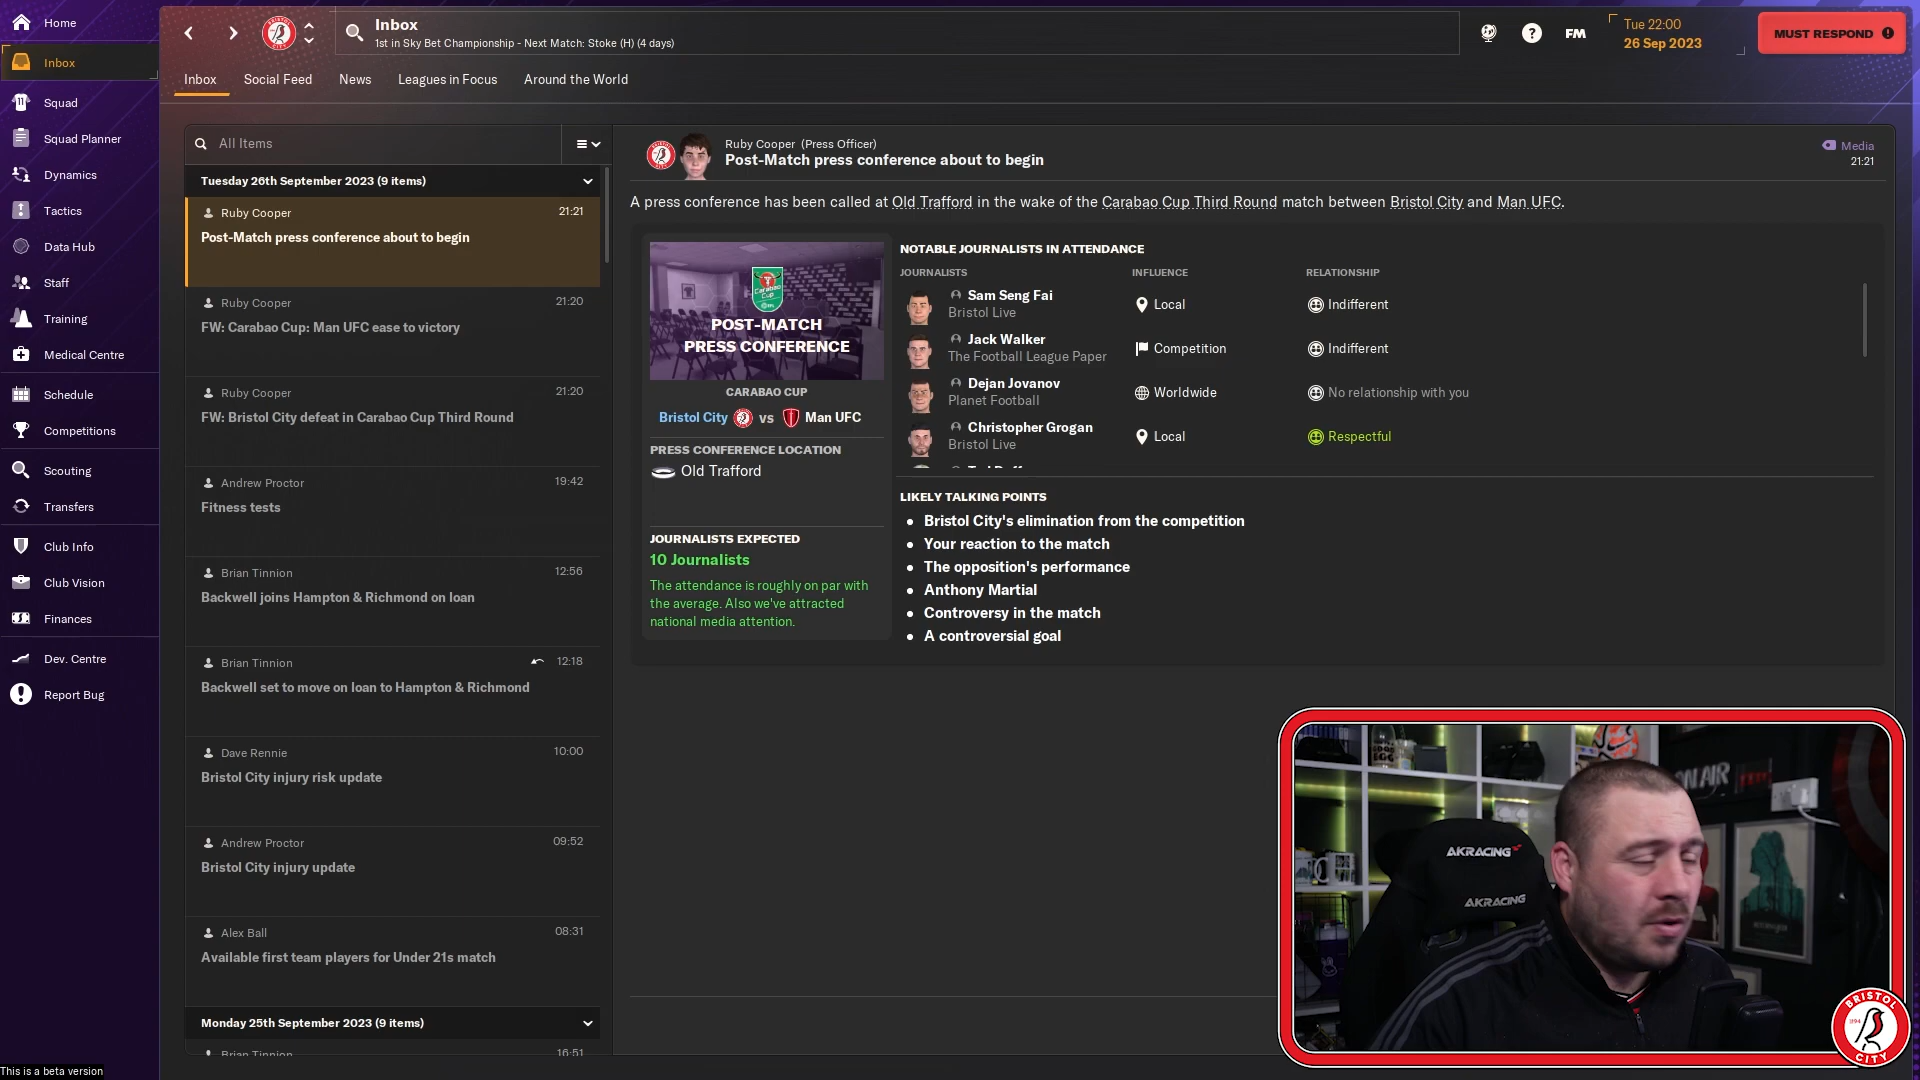 Home
Inbox
Squad
Squad Planner
Dynamics
Tactics
Data Hub
Staff
Training
Medical Centre
Schedule
Competitions
Scouting
Transfers
Club Info
Club Vision
Finances
Dev. Centre
Report Bug
This is a beta version
Inbox
1st in Sky Bet Championship - Next Match: Stoke (H) (4 days)
FM
Tue 22:00
26 Sep 2023
MUST RESPOND
Inbox
Social Feed
News
Leagues in Focus
Around the World
All Items
Tuesday 26th September 2023 (9 items)
Ruby Cooper 21:21
Post-Match press conference about to begin
Ruby Cooper 21:20
FW: Carabao Cup: Man UFC ease to victory
Ruby Cooper 21:20
FW: Bristol City defeat in Carabao Cup Third Round
Andrew Proctor 19:42
Fitness tests
Brian Tinnion 12:56
Backwell joins Hampton & Richmond on loan
Brian Tinnion 12:18
Backwell set to move on loan to Hampton & Richmond
Dave Rennie 10:00
Bristol City injury risk update
Andrew Proctor 09:52
Bristol City injury update
Alex Ball 08:31
Available first team players for Under 21s match
Monday 25th September 2023 (9 items)
Brian Tinnion 16:51
Ruby Cooper (Press Officer)
Post-Match press conference about to begin
Media
21:21
A press conference has been called at Old Trafford in the wake of the Carabao Cup Third Round match between Bristol City and Man UFC.
Carabao Cup
POST-MATCH
PRESS CONFERENCE
CARABAO CUP
Bristol City vs Man UFC
PRESS CONFERENCE LOCATION
Old Trafford
JOURNALISTS EXPECTED
10 Journalists
The attendance is roughly on par with
the average. Also we've attracted
national media attention.
NOTABLE JOURNALISTS IN ATTENDANCE
JOURNALISTS INFLUENCE RELATIONSHIP
Sam Seng Fai
Bristol Live
Local
Indifferent
Jack Walker
The Football League Paper
Competition
Indifferent
Dejan Jovanov
Planet Football
Worldwide
No relationship with you
Christopher Grogan
Bristol Live
Local
Respectful
LIKELY TALKING POINTS
Bristol City's elimination from the competition
Your reaction to the match
The opposition's performance
Anthony Martial
Controversy in the match
A controversial goal
ON AIR
AKRACING
AKRACING
BRISTOL
1894
CITY